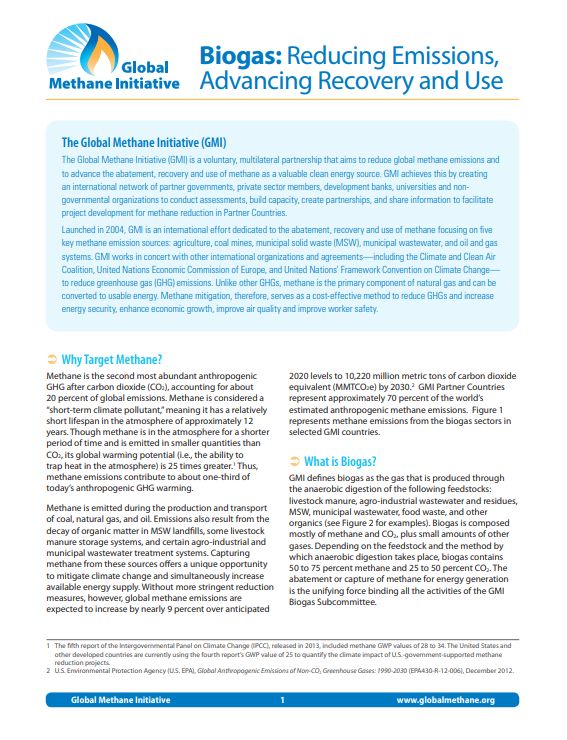 Global
Methane Initiative
Biogas: Reducing Emissions,
Advancing Recovery and Use
The Global Methane Initiative (GMI)
The Global Methane Initiative (GMI) is a voluntary, multilateral partnership that aims to reduce global methane emissions and
to advance the abatement, recovery and use of methane as a valuable clean energy source. GMI achieves this by creating
an international network of partner governments, private sector members, development banks, universities and non-
governmental organizations to conduct assessments, build capacity, create partnerships, and share information to facilitate
project development for methane reduction in Partner Countries.
Launched in 2004, GMI is an international effort dedicated to the abatement, recovery and use of methane focusing on five
key methane emission sources: agriculture, coal mines, municipal solid waste (MSW), municipal wastewater, and oil and gas
systems. GMI works in concert with other international organizations and agreements—including the Climate and Clean Air
Coalition, United Nations Economic Commission of Europe, and United Nations' Framework Convention on Climate Change—
to reduce greenhouse gas (GHG) emissions. Unlike other GHGs, methane is the primary component of natural gas and can be
converted to usable energy. Methane mitigation, therefore, serves as a cost-effective method to reduce GHGs and increase
energy security, enhance economic growth, improve air quality and improve worker safety.
Why Target Methane?
Methane is the second most abundant anthropogenic
GHG after carbon dioxide (CO₂), accounting for about
20 percent of global emissions. Methane is considered a
"short-term climate pollutant," meaning it has a relatively
short lifespan in the atmosphere of approximately 12
years. Though methane is in the atmosphere for a shorter
period of time and is emitted in smaller quantities than
CO₂, its global warming potential (i.e., the ability to
trap heat in the atmosphere) is 25 times greater.¹ Thus,
methane emissions contribute to about one-third of
today's anthropogenic GHG warming.
Methane is emitted during the production and transport
of coal, natural gas, and oil. Emissions also result from the
decay of organic matter in MSW landfills, some livestock
manure storage systems, and certain agro-industrial and
municipal wastewater treatment systems. Capturing
methane from these sources offers a unique opportunity
to mitigate climate change and simultaneously increase
available energy supply. Without more stringent reduction
measures, however, global methane emissions are
expected to increase by nearly 9 percent over anticipated
2020 levels to 10,220 million metric tons of carbon dioxide
equivalent (MMTCO₂e) by 2030.² GMI Partner Countries
represent approximately 70 percent of the world's
estimated anthropogenic methane emissions. Figure 1
represents methane emissions from the biogas sectors in
selected GMI countries.
What is Biogas?
GMI defines biogas as the gas that is produced through
the anaerobic digestion of the following feedstocks:
livestock manure, agro-industrial wastewater and residues,
MSW, municipal wastewater, food waste, and other
organics (see Figure 2 for examples). Biogas is composed
mostly of methane and CO₂, plus small amounts of other
gases. Depending on the feedstock and the method by
which anaerobic digestion take place, biogas contains
50 to 75 percent methane and 25 to 50 percent CO₂. The
abatement or capture of methane for energy generation
is the unifying force binding all the activities of the GMI
Biogas Subcommittee.
1 The fifth report of the Intergovernmental Panel on Climate Change (IPCC), released in 2013, included methane GWP values of 28 to 34. The United States and
other developed countries are currently using the fourth report's GWP value of 25 to quantify the climate impact of U.S.-government-supported methane
reduction projects.
2 U.S. Environmental Protection Agency (U.S. EPA), Global Anthropogenic Emissions of Non-CO₂ Greenhouse Gases: 1990-2030 (EPA430-R-12-006), December 2012.
Global Methane Initiative 1 www.globalmethane.org